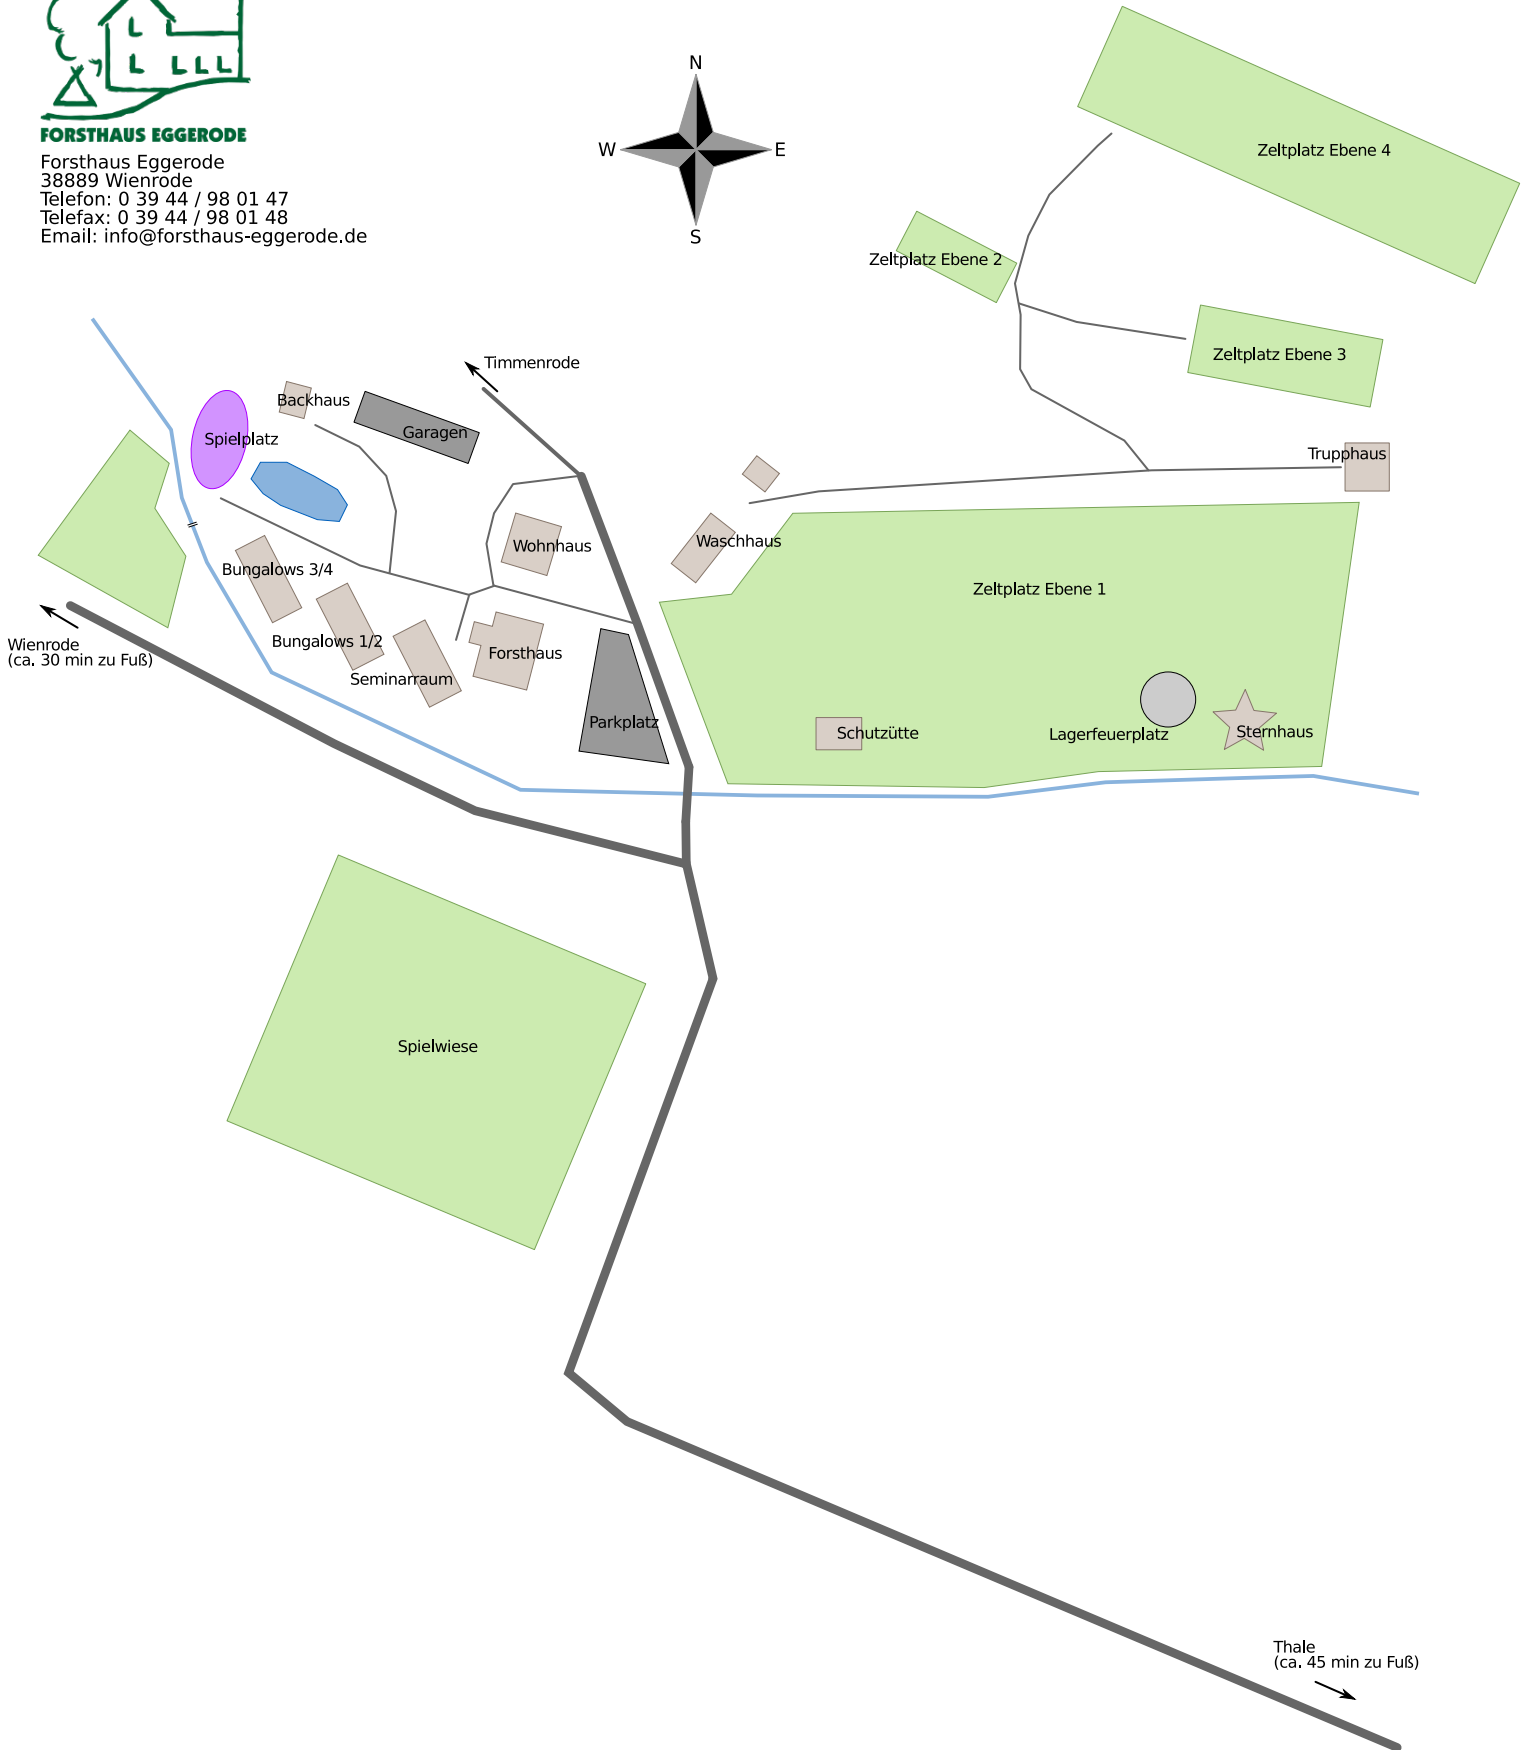 FORSTHAUS EGGERODE
Forsthaus Eggerode
38889 Wienrode
Telefon: 0 39 44 / 98 01 47
Telefax: 0 39 44 / 98 01 48
Email: info@forsthaus-eggerode.de
N
W
E
S
Zeltplatz Ebene 4
Zeltplatz Ebene 2
Zeltplatz Ebene 3
Timmenrode
Backhaus
Garagen
Spielplatz
Trupphaus
Wohnhaus
Waschhaus
Bungalows 3/4
Zeltplatz Ebene 1
Bungalows 1/2
Wienrode
(ca. 30 min zu Fuß)
Forsthaus
Seminarraum
Parkplatz
Schutzütte
Lagerfeuerplatz
Sternhaus
Spielwiese
Thale
(ca. 45 min zu Fuß)